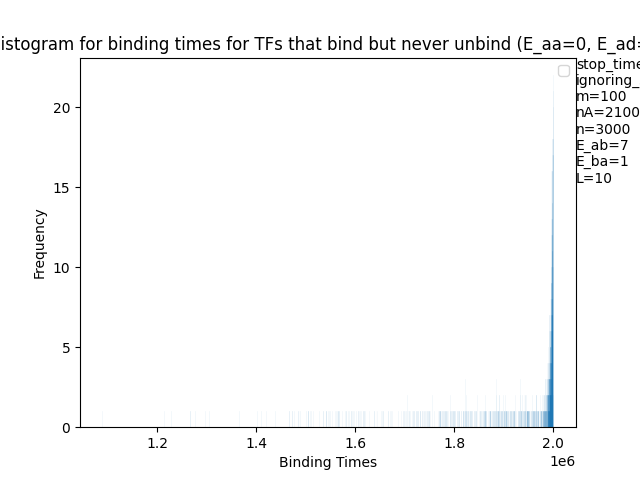 istogram for binding times for TFs that bind but never unbind (E_aa=0, E_ad=
stop_time
ignoring_
m=100
nA=2100
n=3000
E_ab=7
E_ba=1
L=10
Frequency
20
15
10
5
0
1.2 1.4 1.6 1.8 2.0
1e6
Binding Times